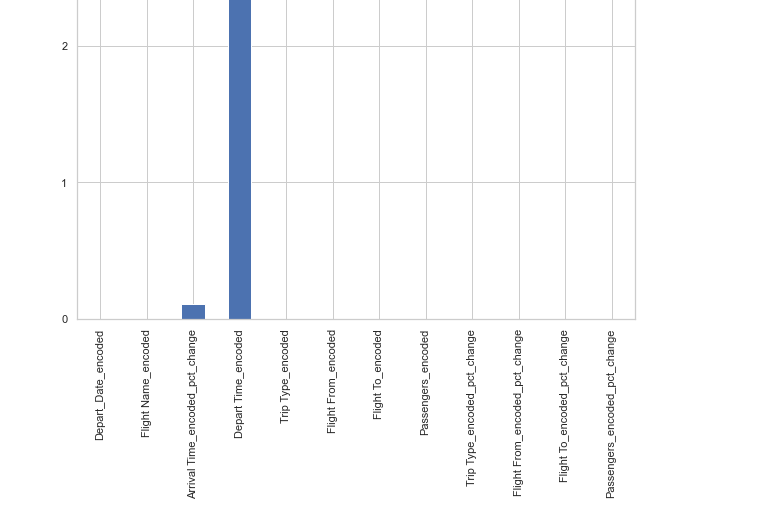 2
1
0
Depart_Date_encoded
Flight Name_encoded
Arrival Time_encoded_pct_change
Depart Time_encoded
Trip Type_encoded
Flight From_encoded
Flight To_encoded
Passengers_encoded
Trip Type_encoded_pct_change
Flight From_encoded_pct_change
Flight To_encoded_pct_change
Passengers_encoded_pct_change